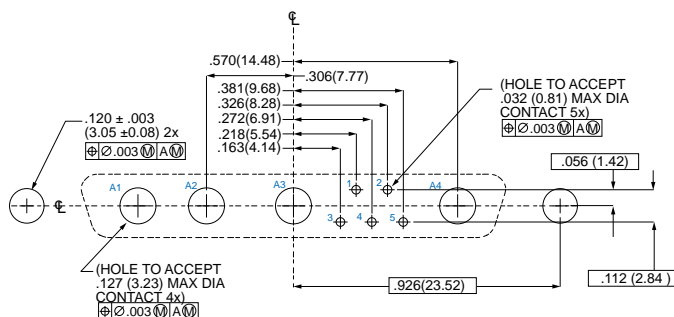 ℄
.570(14.48)
.306(7.77)
.381(9.68)
.326(8.28)
.272(6.91)
.218(5.54)
.163(4.14)
(HOLE TO ACCEPT
.032 (0.81) MAX DIA
CONTACT 5x)
⌖ ∅.003 Ⓜ A Ⓜ
.120 ± .003
(3.05 ±0.08) 2x
⌖ ∅.003 Ⓜ A Ⓜ
.056 (1.42)
A1
A2
A3
1
2
A4
℄
3
4
5
(HOLE TO ACCEPT
.127 (3.23) MAX DIA
CONTACT 4x)
⌖ ∅.003 Ⓜ A Ⓜ
.926(23.52)
.112 (2.84)